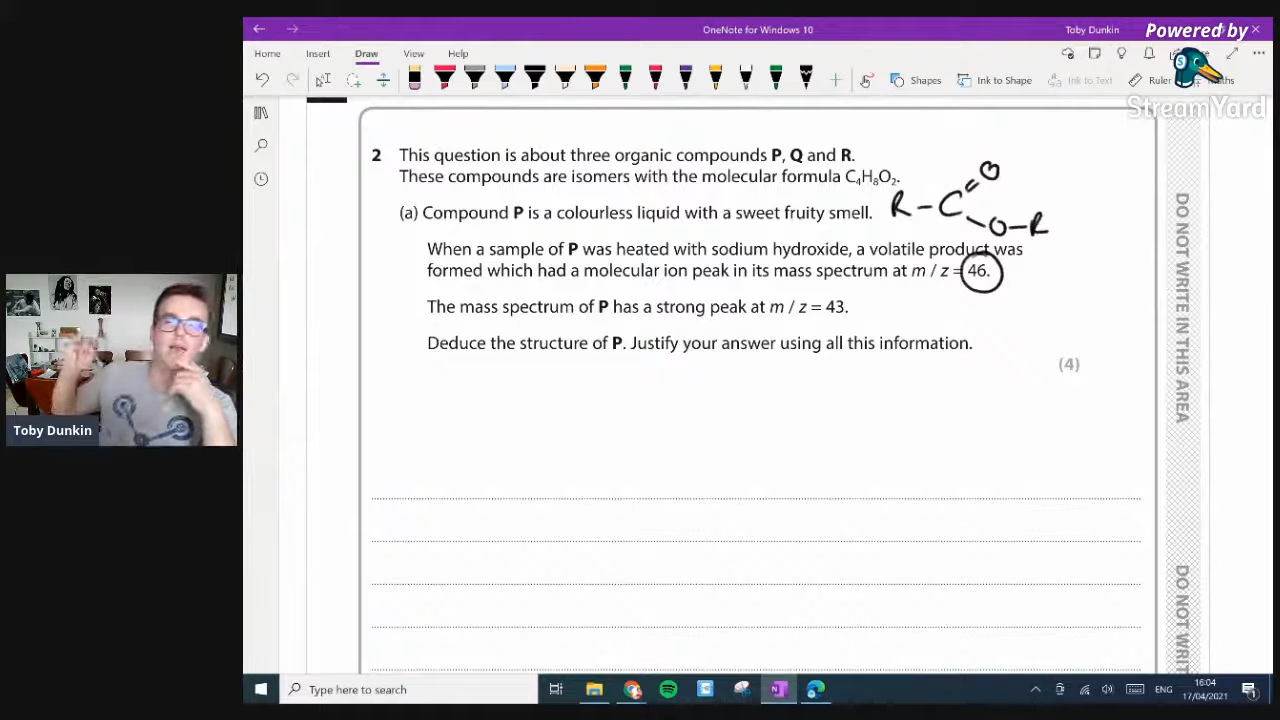 OneNote for Windows 10
Toby Dunkin
Powered by
StreamYard
Home Insert Draw View Help
Shapes Ink to Shape Ink to Text Ruler
2 This question is about three organic compounds P, Q and R.
These compounds are isomers with the molecular formula C₄H₈O₂.
(a) Compound P is a colourless liquid with a sweet fruity smell.
R - C = O
O - R
When a sample of P was heated with sodium hydroxide, a volatile product was
formed which had a molecular ion peak in its mass spectrum at m / z = 46.
The mass spectrum of P has a strong peak at m / z = 43.
Deduce the structure of P. Justify your answer using all this information.
(4)
DO NOT WRITE IN THIS AREA
DO NOT WRIT
Toby Dunkin
Type here to search
ENG
16:04
17/04/2021